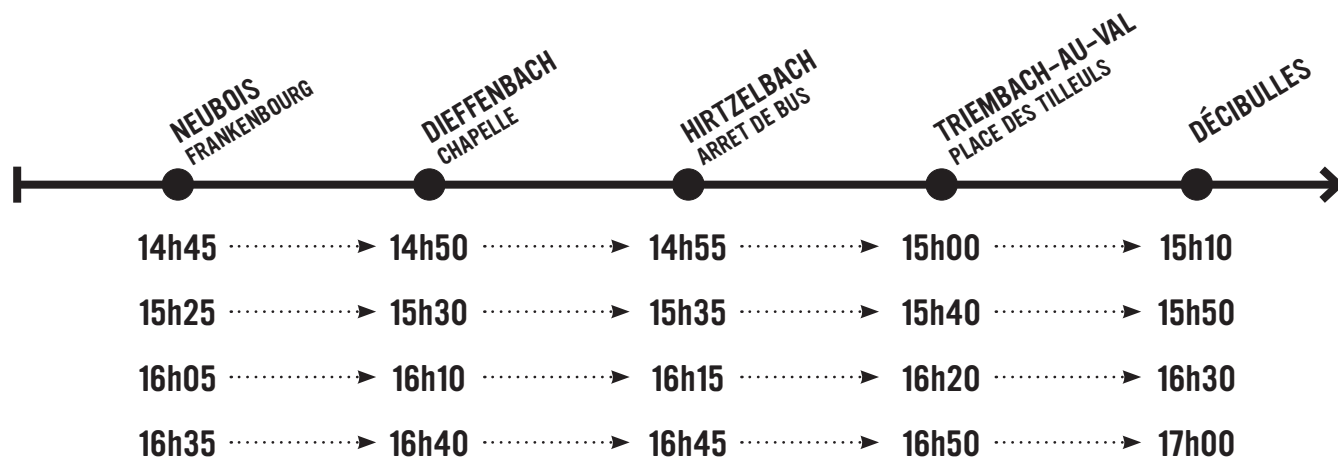 NEUBOIS
FRANKENBOURG
DIEFFENBACH
CHAPELLE
HIRTZELBACH
ARRET DE BUS
TRIEMBACH-AU-VAL
PLACE DES TILLEULS
DÉCIBULLES
14h45 14h50 14h55 15h00 15h10
15h25 15h30 15h35 15h40 15h50
16h05 16h10 16h15 16h20 16h30
16h35 16h40 16h45 16h50 17h00